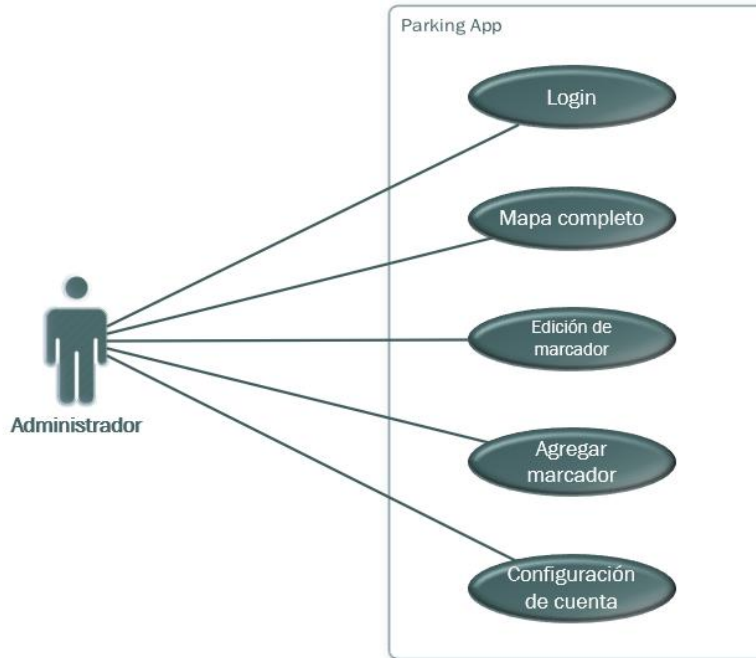 Parking App
Login
Mapa completo
Edición de
marcador
Administrador
Agregar
marcador
Configuración
de cuenta